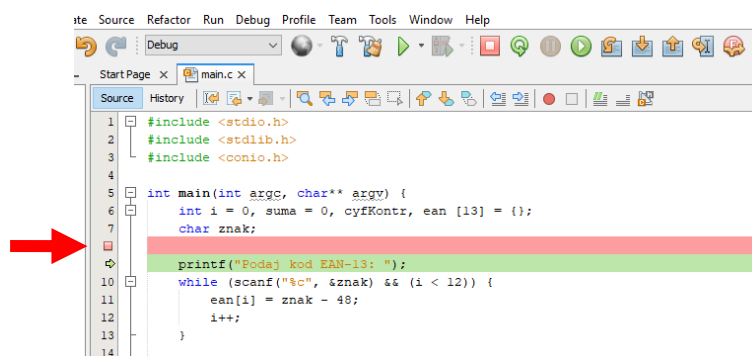 ate Source Refactor Run Debug Profile Team Tools Window Help
Debug
Start Page × main.c ×
Source History
1 #include <stdio.h>
2 #include <stdlib.h>
3 #include <conio.h>
4
5 int main(int argc, char** argv) {
6 int i = 0, suma = 0, cyfKontr, ean [13] = {};
7 char znak;
printf("Podaj kod EAN-13: ");
10 while (scanf("%c", &znak) && (i < 12)) {
11 ean[i] = znak - 48;
12 i++;
13 }
14